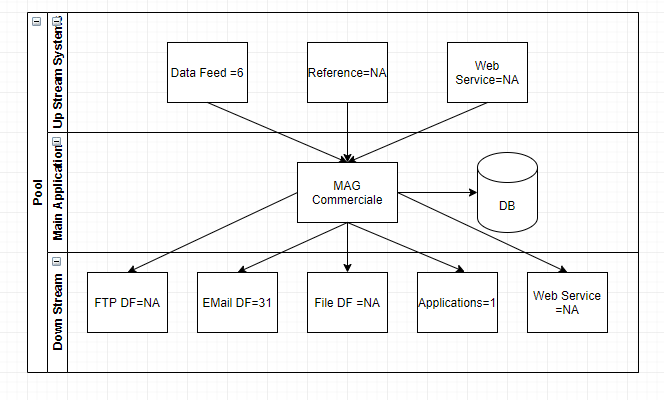 Pool
Up Stream System
Data Feed =6
Reference=NA
Web
Service=NA
Main Application
MAG
Commerciale
DB
Down Stream
FTP DF=NA
EMail DF=31
File DF =NA
Applications=1
Web Service
=NA